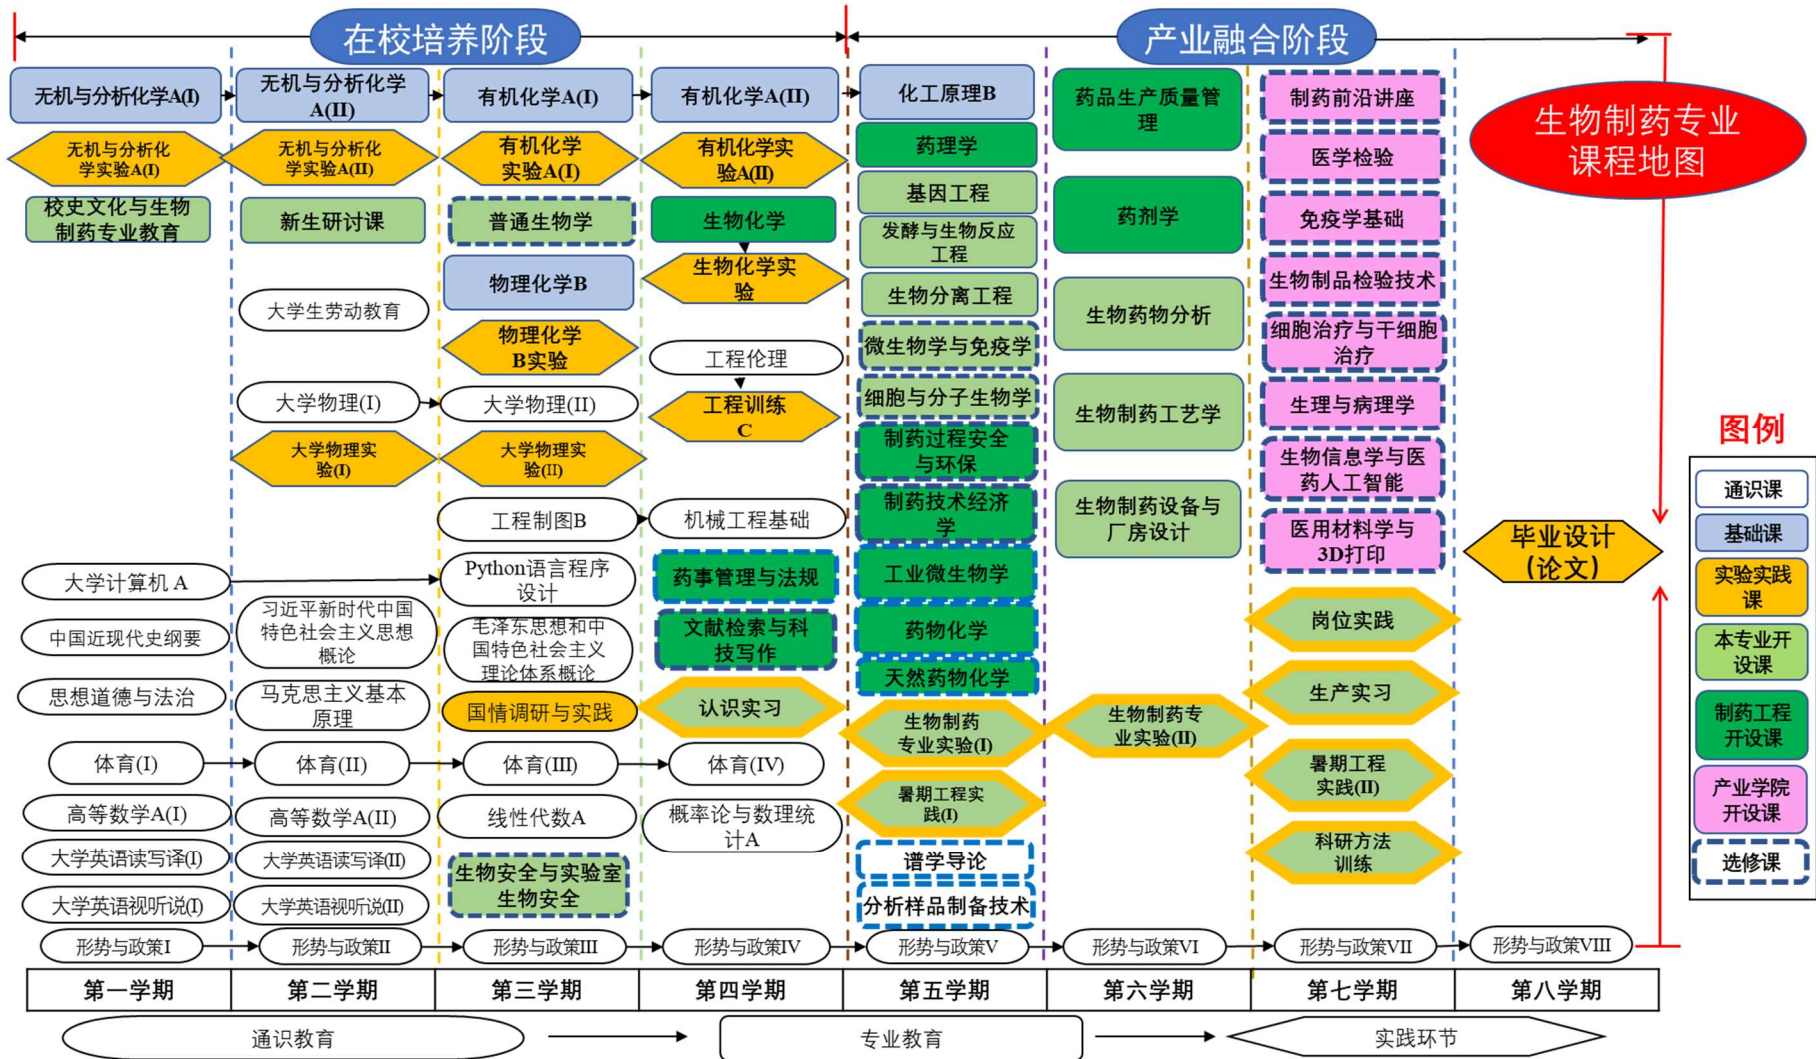 在校培养阶段
产业融合阶段
生物制药专业
课程地图
无机与分析化学A(I)
无机与分析化
学实验A(I)
校史文化与生物
制药专业教育
大学计算机 A
中国近现代史纲要
思想道德与法治
体育(I)
高等数学A(I)
大学英语读写译(I)
大学英语视听说(I)
形势与政策I
无机与分析化学
A(II)
无机与分析化
学实验A(II)
新生研讨课
大学生劳动教育
大学物理(I)
大学物理实
验(I)
习近平新时代中国
特色社会主义思想
概论
马克思主义基本
原理
体育(II)
高等数学A(II)
大学英语读写译(II)
大学英语视听说(II)
形势与政策II
有机化学A(I)
有机化学
实验A(I)
普通生物学
物理化学B
物理化学
B实验
大学物理(II)
大学物理实
验(II)
工程制图B
Python语言程序
设计
毛泽东思想和中
国特色社会主义
理论体系概论
国情调研与实践
体育(III)
线性代数A
生物安全与实验室
生物安全
形势与政策III
有机化学A(II)
有机化学实
验A(II)
生物化学
生物化学实
验
工程伦理
工程训练
C
机械工程基础
药事管理与法规
文献检索与科
技写作
认识实习
体育(IV)
概率论与数理统
计A
形势与政策IV
化工原理B
药理学
基因工程
发酵与生物反应
工程
生物分离工程
微生物学与免疫学
细胞与分子生物学
制药过程安全
与环保
制药技术经济
学
工业微生物学
药物化学
天然药物化学
生物制药
专业实验(I)
暑期工程实
践(I)
谱学导论
分析样品制备技术
形势与政策V
药品生产质量管
理
药剂学
生物药物分析
生物制药工艺学
生物制药设备与
厂房设计
生物制药专
业实验(II)
形势与政策VI
制药前沿讲座
医学检验
免疫学基础
生物制品检验技术
细胞治疗与干细胞
治疗
生理与病理学
生物信息学与医
药人工智能
医用材料学与
3D打印
岗位实践
生产实习
暑期工程
实践(II)
科研方法
训练
形势与政策VII
毕业设计
(论文)
形势与政策VIII
图例
通识课
基础课
实验实践
课
本专业开
设课
制药工程
开设课
产业学院
开设课
选修课
第一学期
第二学期
第三学期
第四学期
第五学期
第六学期
第七学期
第八学期
通识教育
专业教育
实践环节